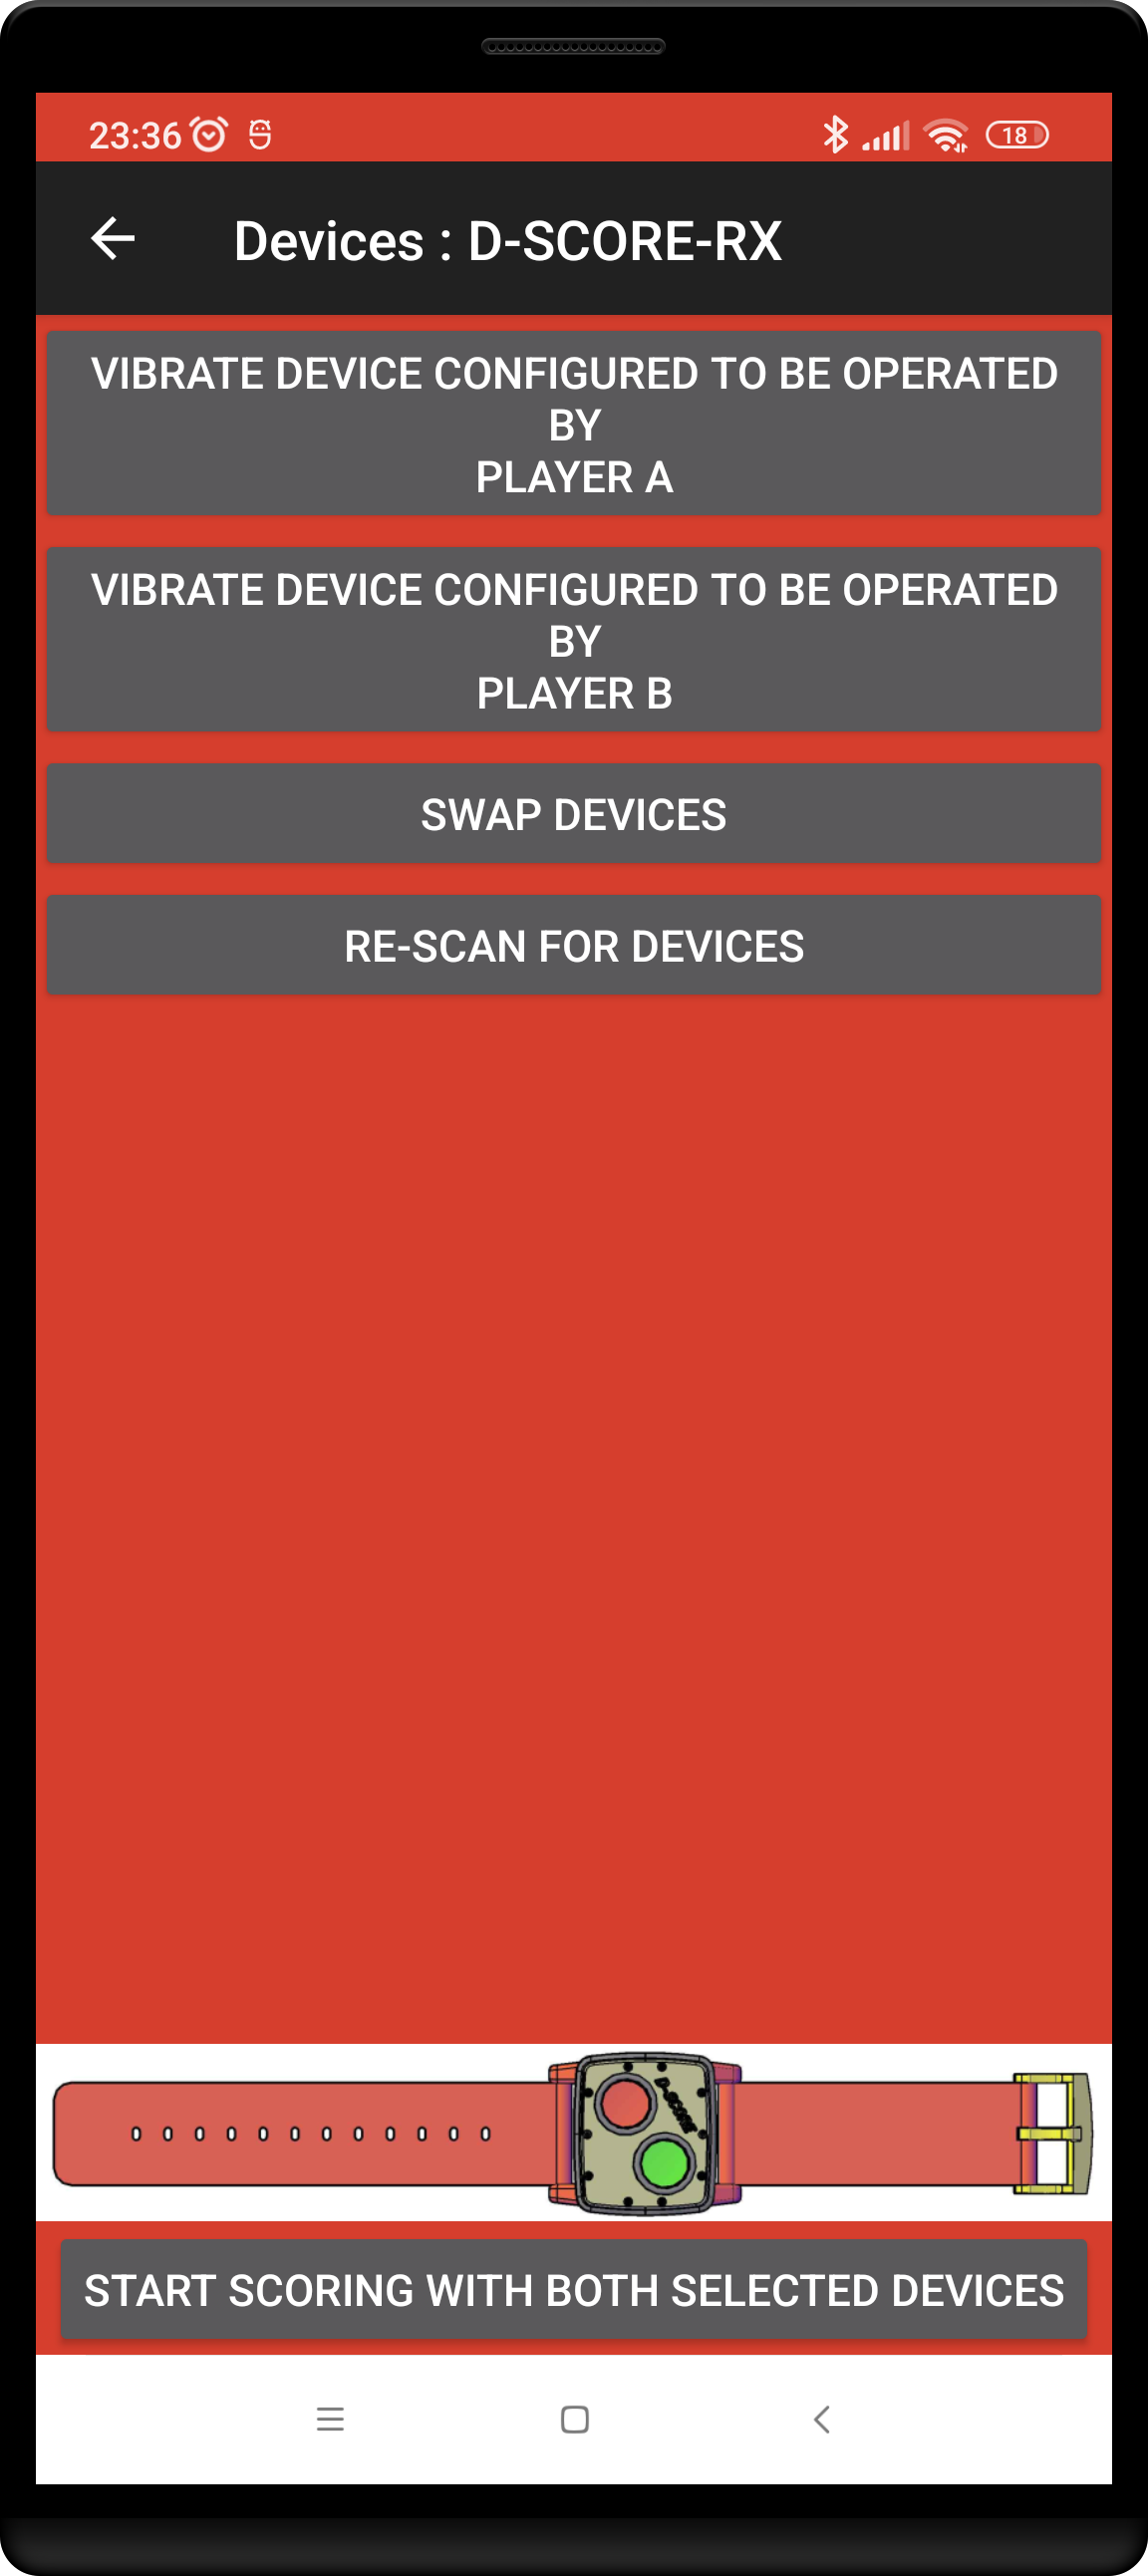 23:36
18
Devices : D-SCORE-RX
VIBRATE DEVICE CONFIGURED TO BE OPERATED
BY
PLAYER A
VIBRATE DEVICE CONFIGURED TO BE OPERATED
BY
PLAYER B
SWAP DEVICES
RE-SCAN FOR DEVICES
D-SCORE
START SCORING WITH BOTH SELECTED DEVICES